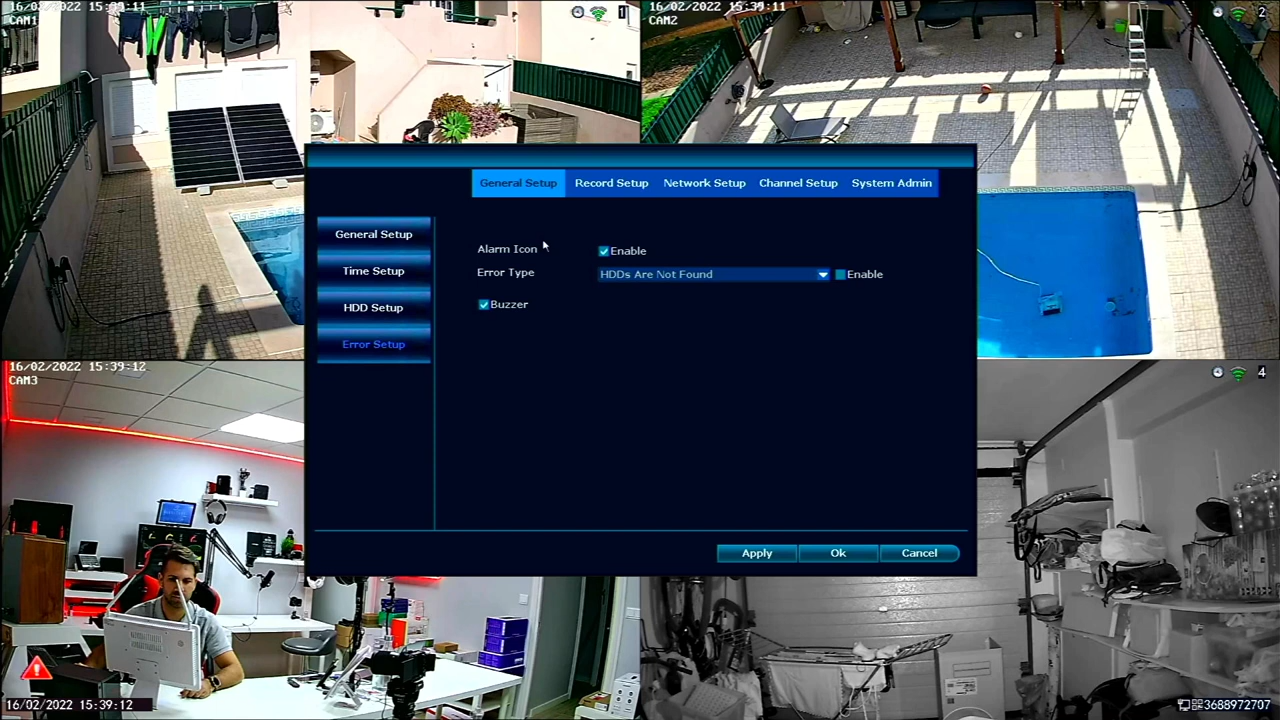 16/02/2022 15:39:11
CAM1
1
16/02/2022 15:39:11
CAM2
2
General Setup
Record Setup
Network Setup
Channel Setup
System Admin
General Setup
Time Setup
HDD Setup
Error Setup
Alarm Icon
Enable
Error Type
HDDs Are Not Found
Enable
Buzzer
Apply
Ok
Cancel
16/02/2022 15:39:12
CAM3
4
16/02/2022 15:39:12
3688972707